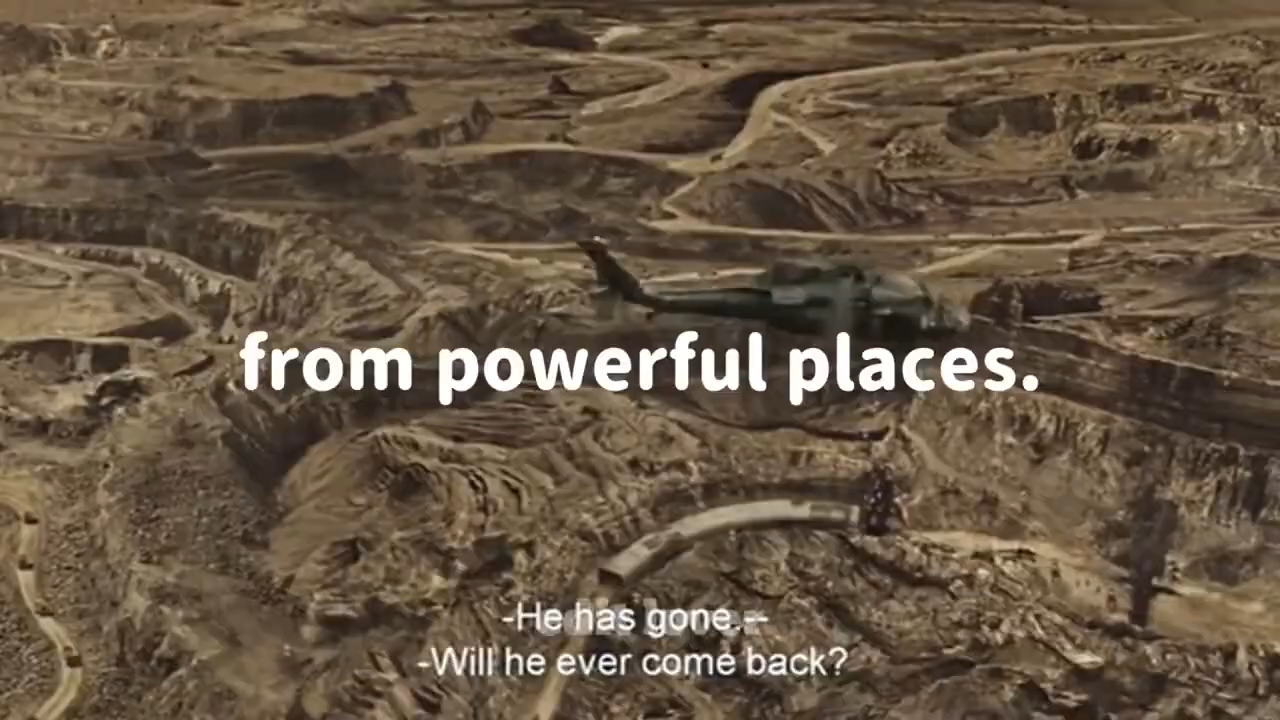 from powerful places.
-He has gone.--
-Will he ever come back?